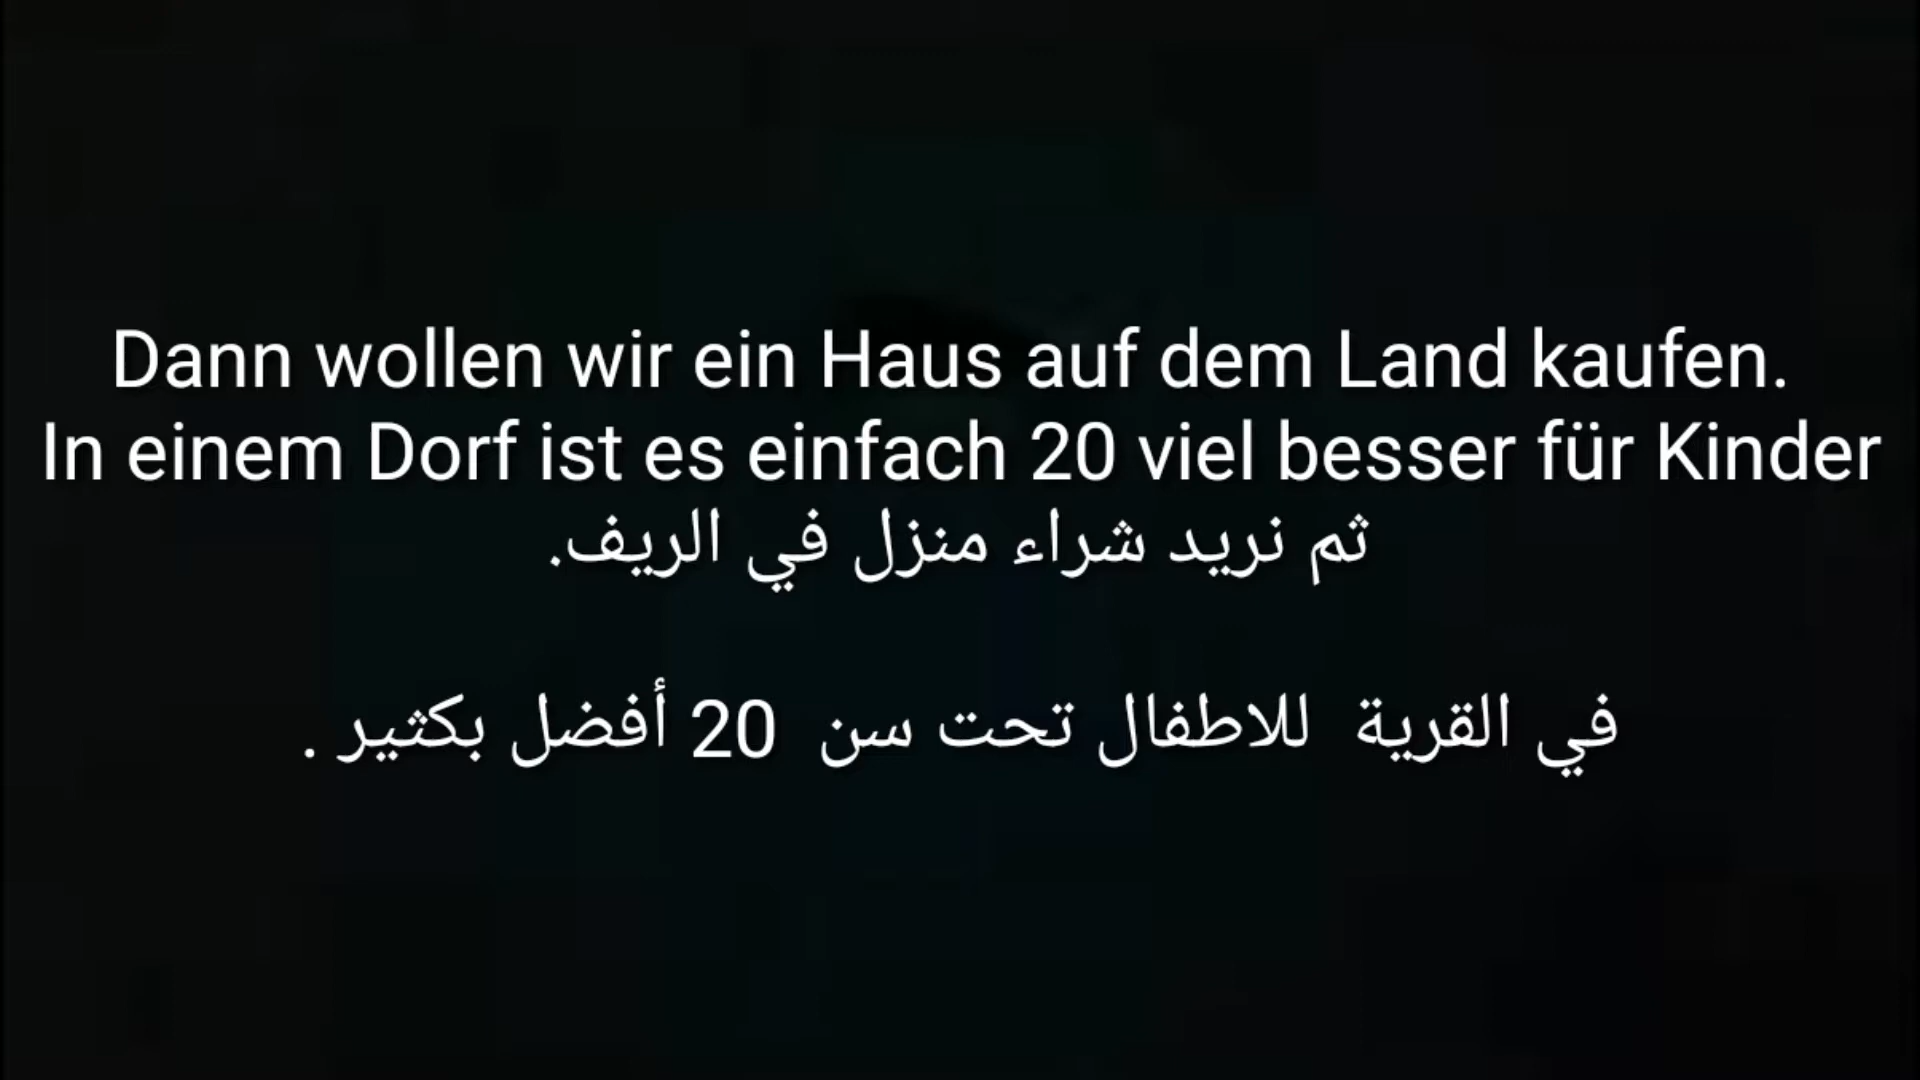 Dann wollen wir ein Haus auf dem Land kaufen.
In einem Dorf ist es einfach 20 viel besser für Kinder
ثم نريد شراء منزل في الريف.
في القرية للاطفال تحت سن 20 أفضل بكثير .